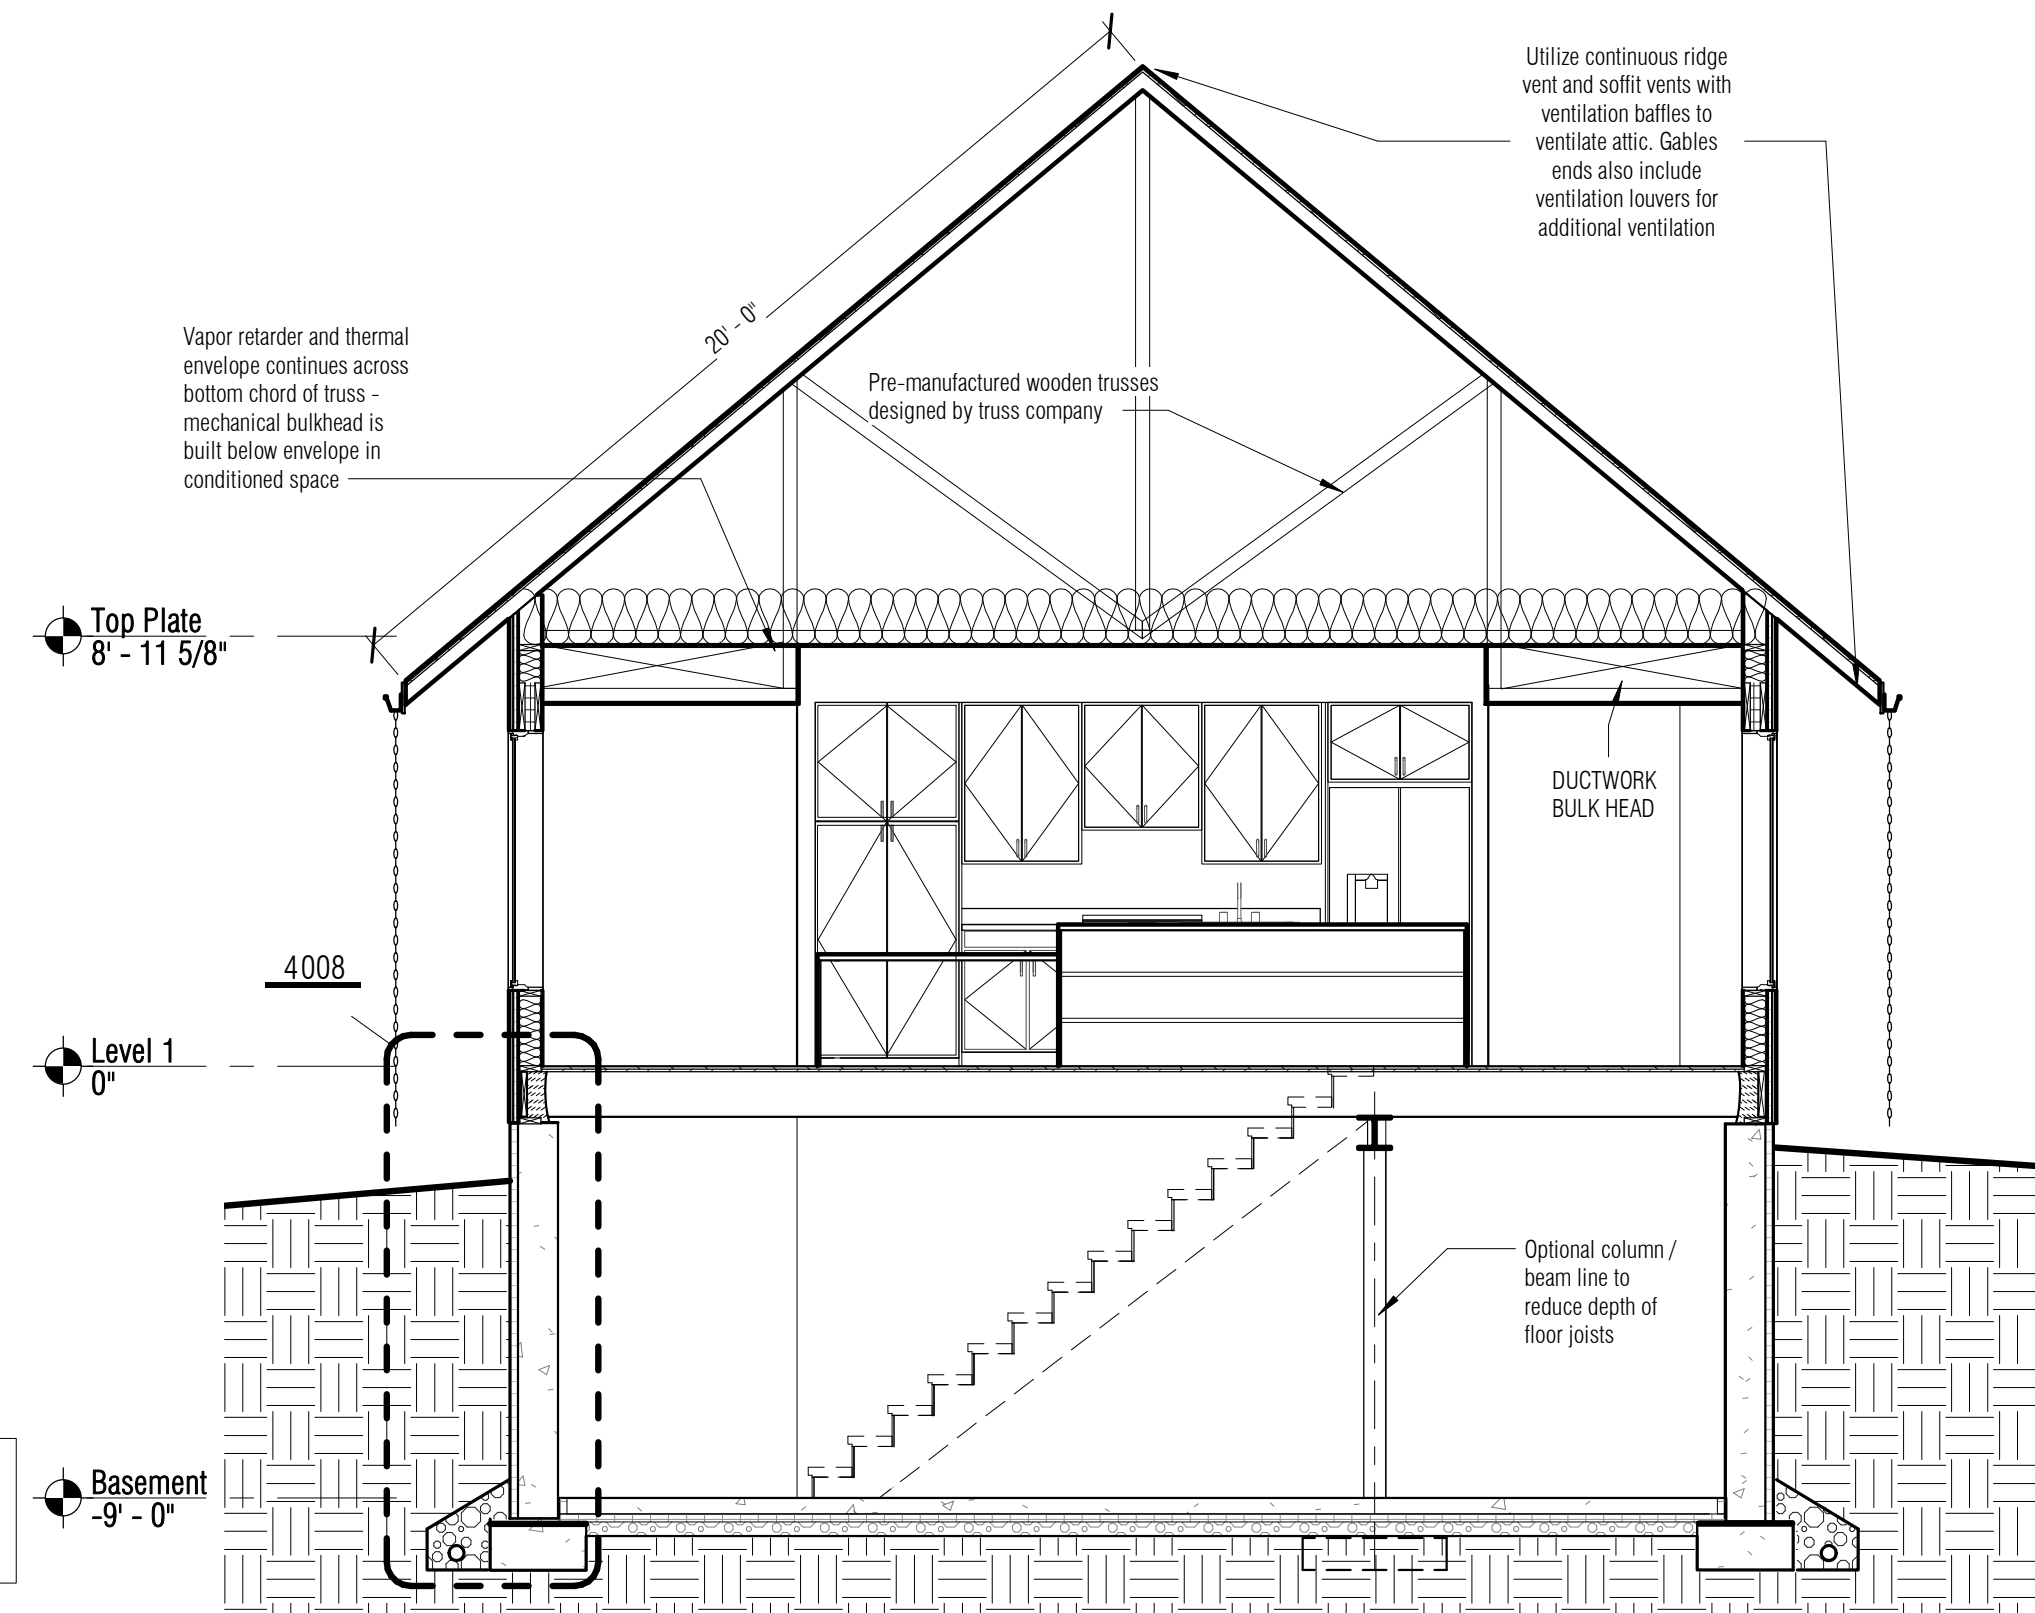 Utilize continuous ridge
vent and soffit vents with
ventilation baffles to
ventilate attic. Gables
ends also include
ventilation louvers for
additional ventilation
20' - 0"
Vapor retarder and thermal
envelope continues across
bottom chord of truss -
mechanical bulkhead is
built below envelope in
conditioned space
Pre-manufactured wooden trusses
designed by truss company
Top Plate
8' - 11 5/8"
DUCTWORK
BULK HEAD
4008
Level 1
0"
Optional column /
beam line to
reduce depth of
floor joists
Basement
-9' - 0"